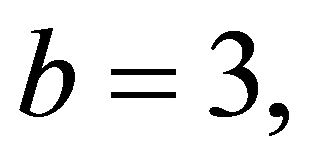 b = 3,